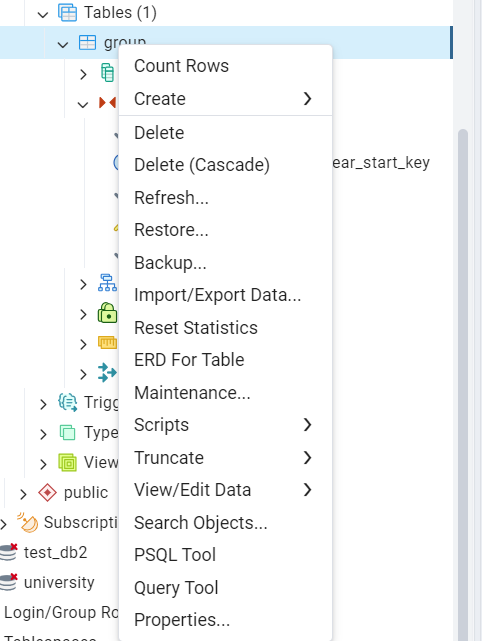 Tables (1)
group
Count Rows
Create
Delete
Delete (Cascade)
ear_start_key
Refresh...
Restore...
Backup...
Import/Export Data...
Reset Statistics
ERD For Table
Maintenance...
Trigg
Scripts
Type
Truncate
View
View/Edit Data
public
Subscripti
Search Objects...
test_db2
PSQL Tool
university
Query Tool
Login/Group Ro
Properties...